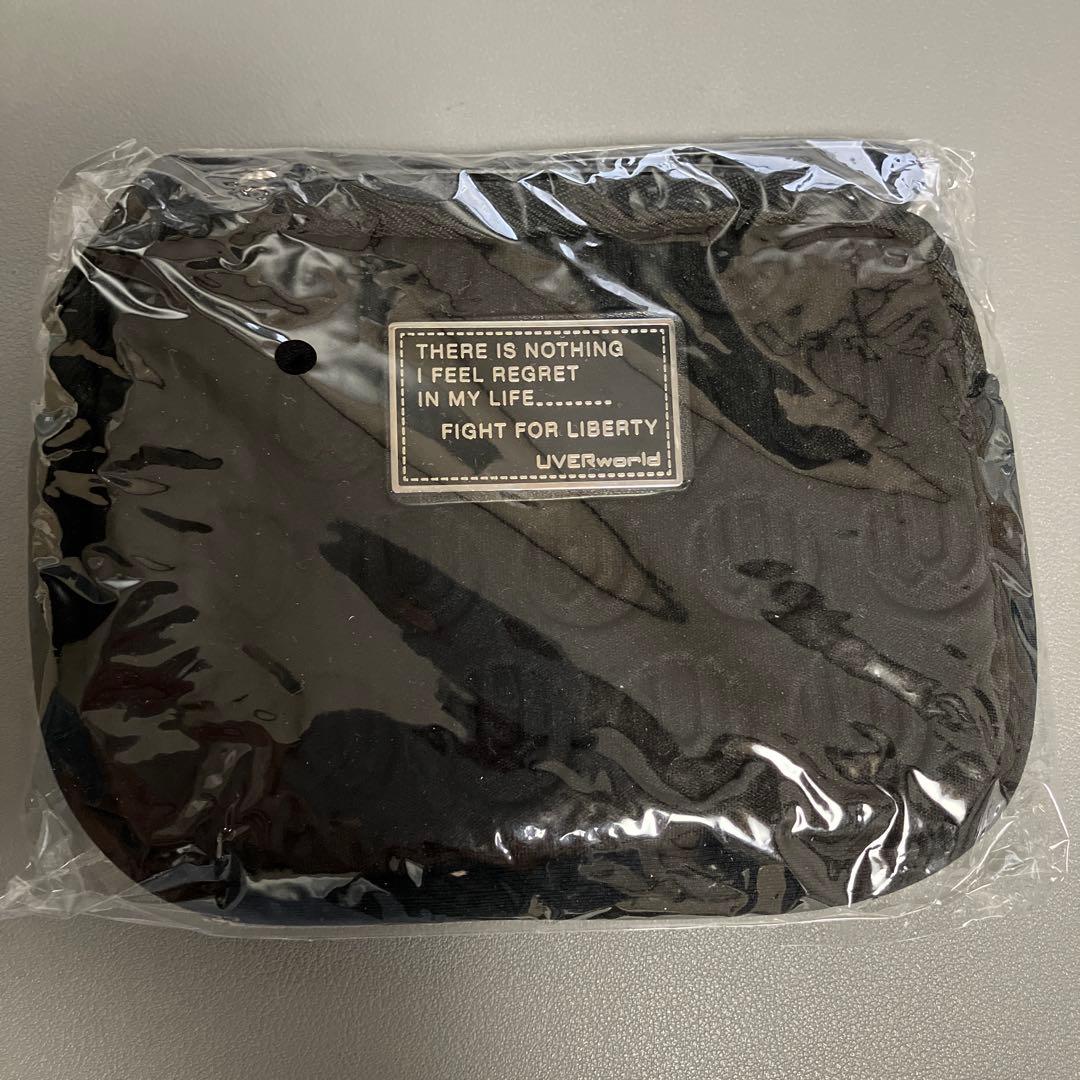 THERE IS NOTHING
I FEEL REGRET
IN MY LIFE........
FIGHT FOR LIBERTY
UVERworld